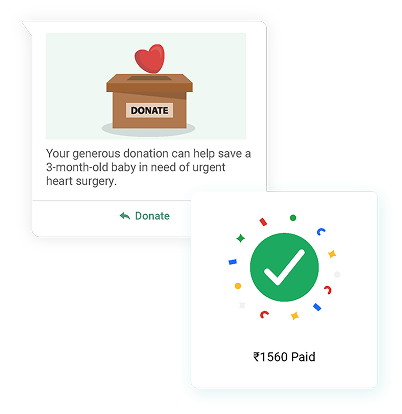 DONATE
Your generous donation can help save a
3-month-old baby in need of urgent
heart surgery.
Donate
₹1560 Paid